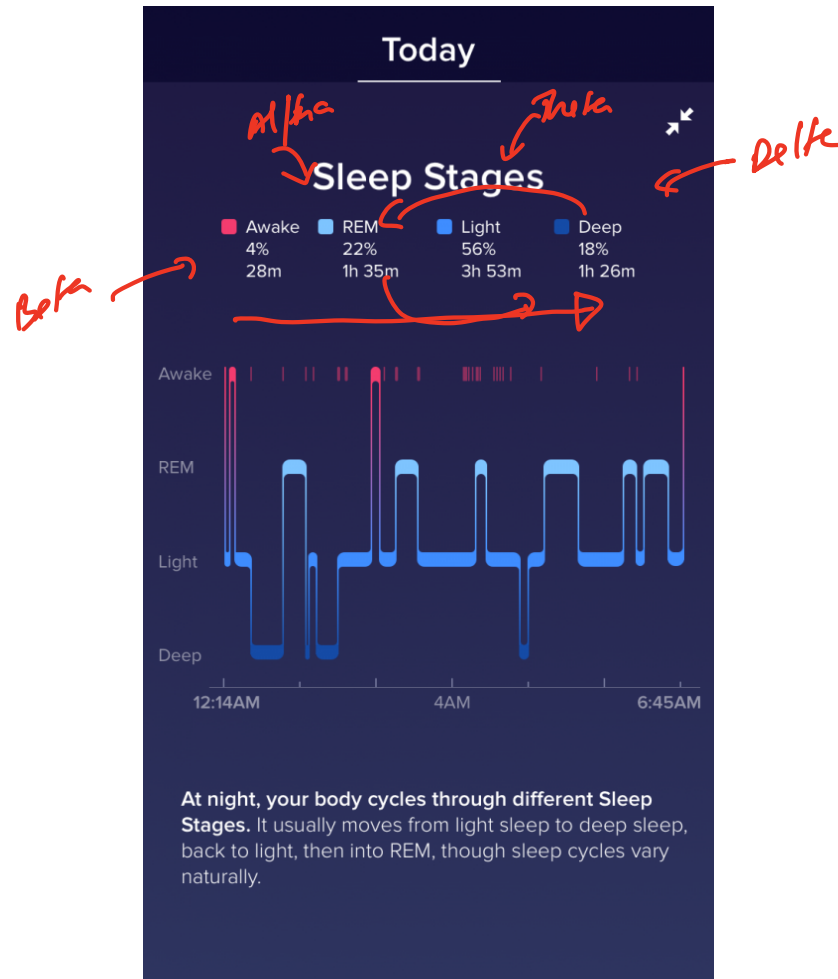 Today
Alpha
Theta
Delta
Sleep Stages
Awake REM Light Deep
4% 22% 56% 18%
28m 1h 35m 3h 53m 1h 26m
Beta
Awake
REM
Light
Deep
12:14AM 4AM 6:45AM
At night, your body cycles through different Sleep
Stages. It usually moves from light sleep to deep sleep,
back to light, then into REM, though sleep cycles vary
naturally.